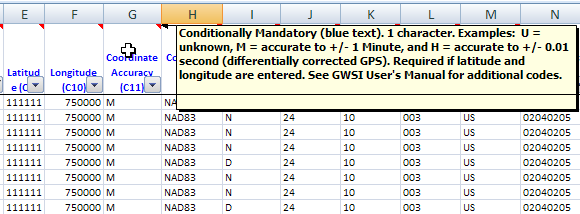 E F G H I J K L M N
Conditionally Mandatory (blue text). 1 character. Examples: U =
unknown, M = accurate to +/- 1 Minute, and H = accurate to +/- 0.01
second (differentially corrected GPS). Required if latitude and
longitude are entered. See GWSI User's Manual for additional codes.
Coordinate Co
Latitud Longitude Accuracy
e (C (C10) (C11)
111111 750000 M NAD
111111 750000 M NAD83 N 24 10 003 US 02040205
111111 750000 M NAD83 N 24 10 003 US 02040205
111111 750000 M NAD83 N 24 10 003 US 02040205
111111 750000 M NAD83 D 24 10 003 US 02040205
111111 750000 M NAD83 N 24 10 003 US 02040205
111111 750000 M NAD83 N 24 10 003 US 02040205
111111 750000 M NAD83 D 24 10 003 US 02040205